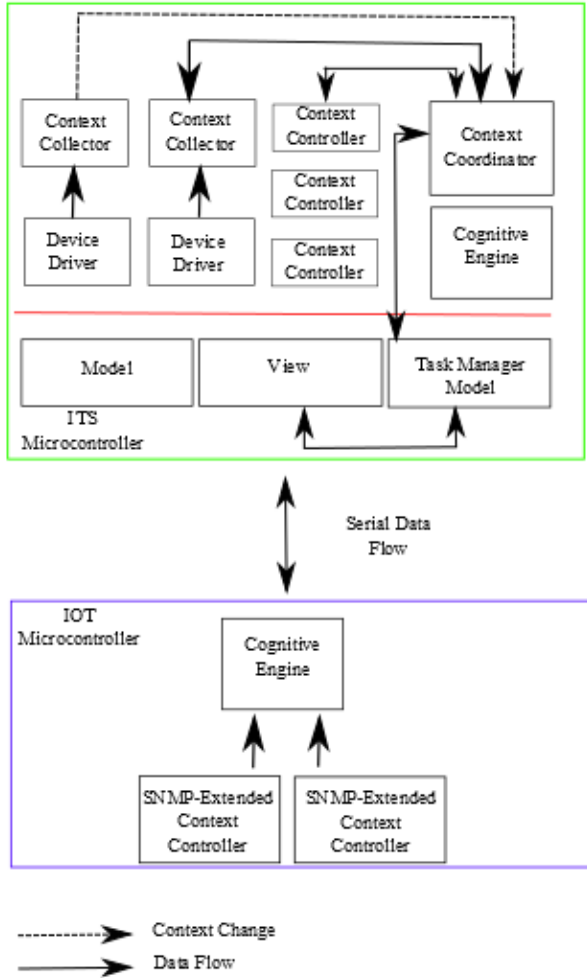 Context
Collector
Context
Collector
Context
Controller
Context
Coordinator
Context
Controller
Device
Driver
Device
Driver
Context
Controller
Cognitive
Engine
Model
View
Task Manager
Model
ITS
Microcontroller
Serial Data
Flow
IOT
Microcontroller
Cognitive
Engine
SNMP-Extended
Context
Controller
SNMP-Extended
Context
Controller
Context Change
Data Flow